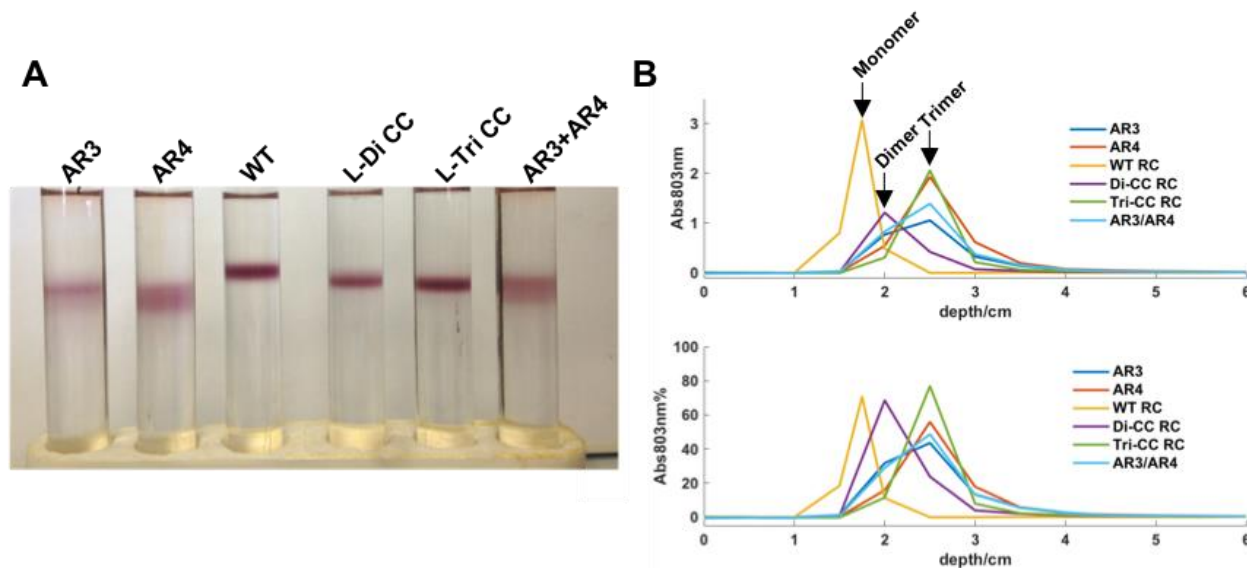 A
AR3
AR4
WT
L-Di CC
L-Tri CC
AR3+AR4
B
Monomer
Dimer
Trimer
Abs803nm
3
2
1
0
AR3
AR4
WT RC
Di-CC RC
Tri-CC RC
AR3/AR4
0 1 2 3 4 5 6
depth/cm
Abs803nm%
100
80
60
40
20
0
AR3
AR4
WT RC
Di-CC RC
Tri-CC RC
AR3/AR4
0 1 2 3 4 5 6
depth/cm